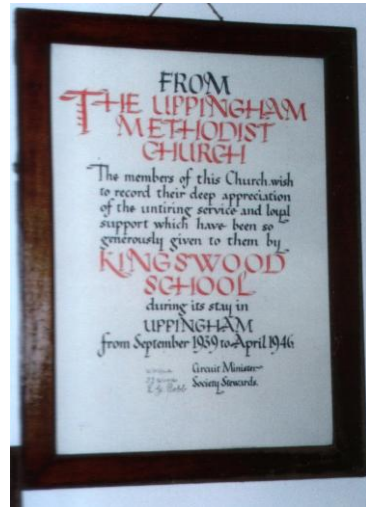 FROM
THE UPPINGHAM
METHODIST
CHURCH
The members of this Church wish
to record their deep appreciation
of the untiring service and loyal
support which have been so
generously given to them by
KINGSWOOD
SCHOOL
during its stay in
UPPINGHAM
from September 1939 to April 1946
Circuit Minister
Society Stewards.